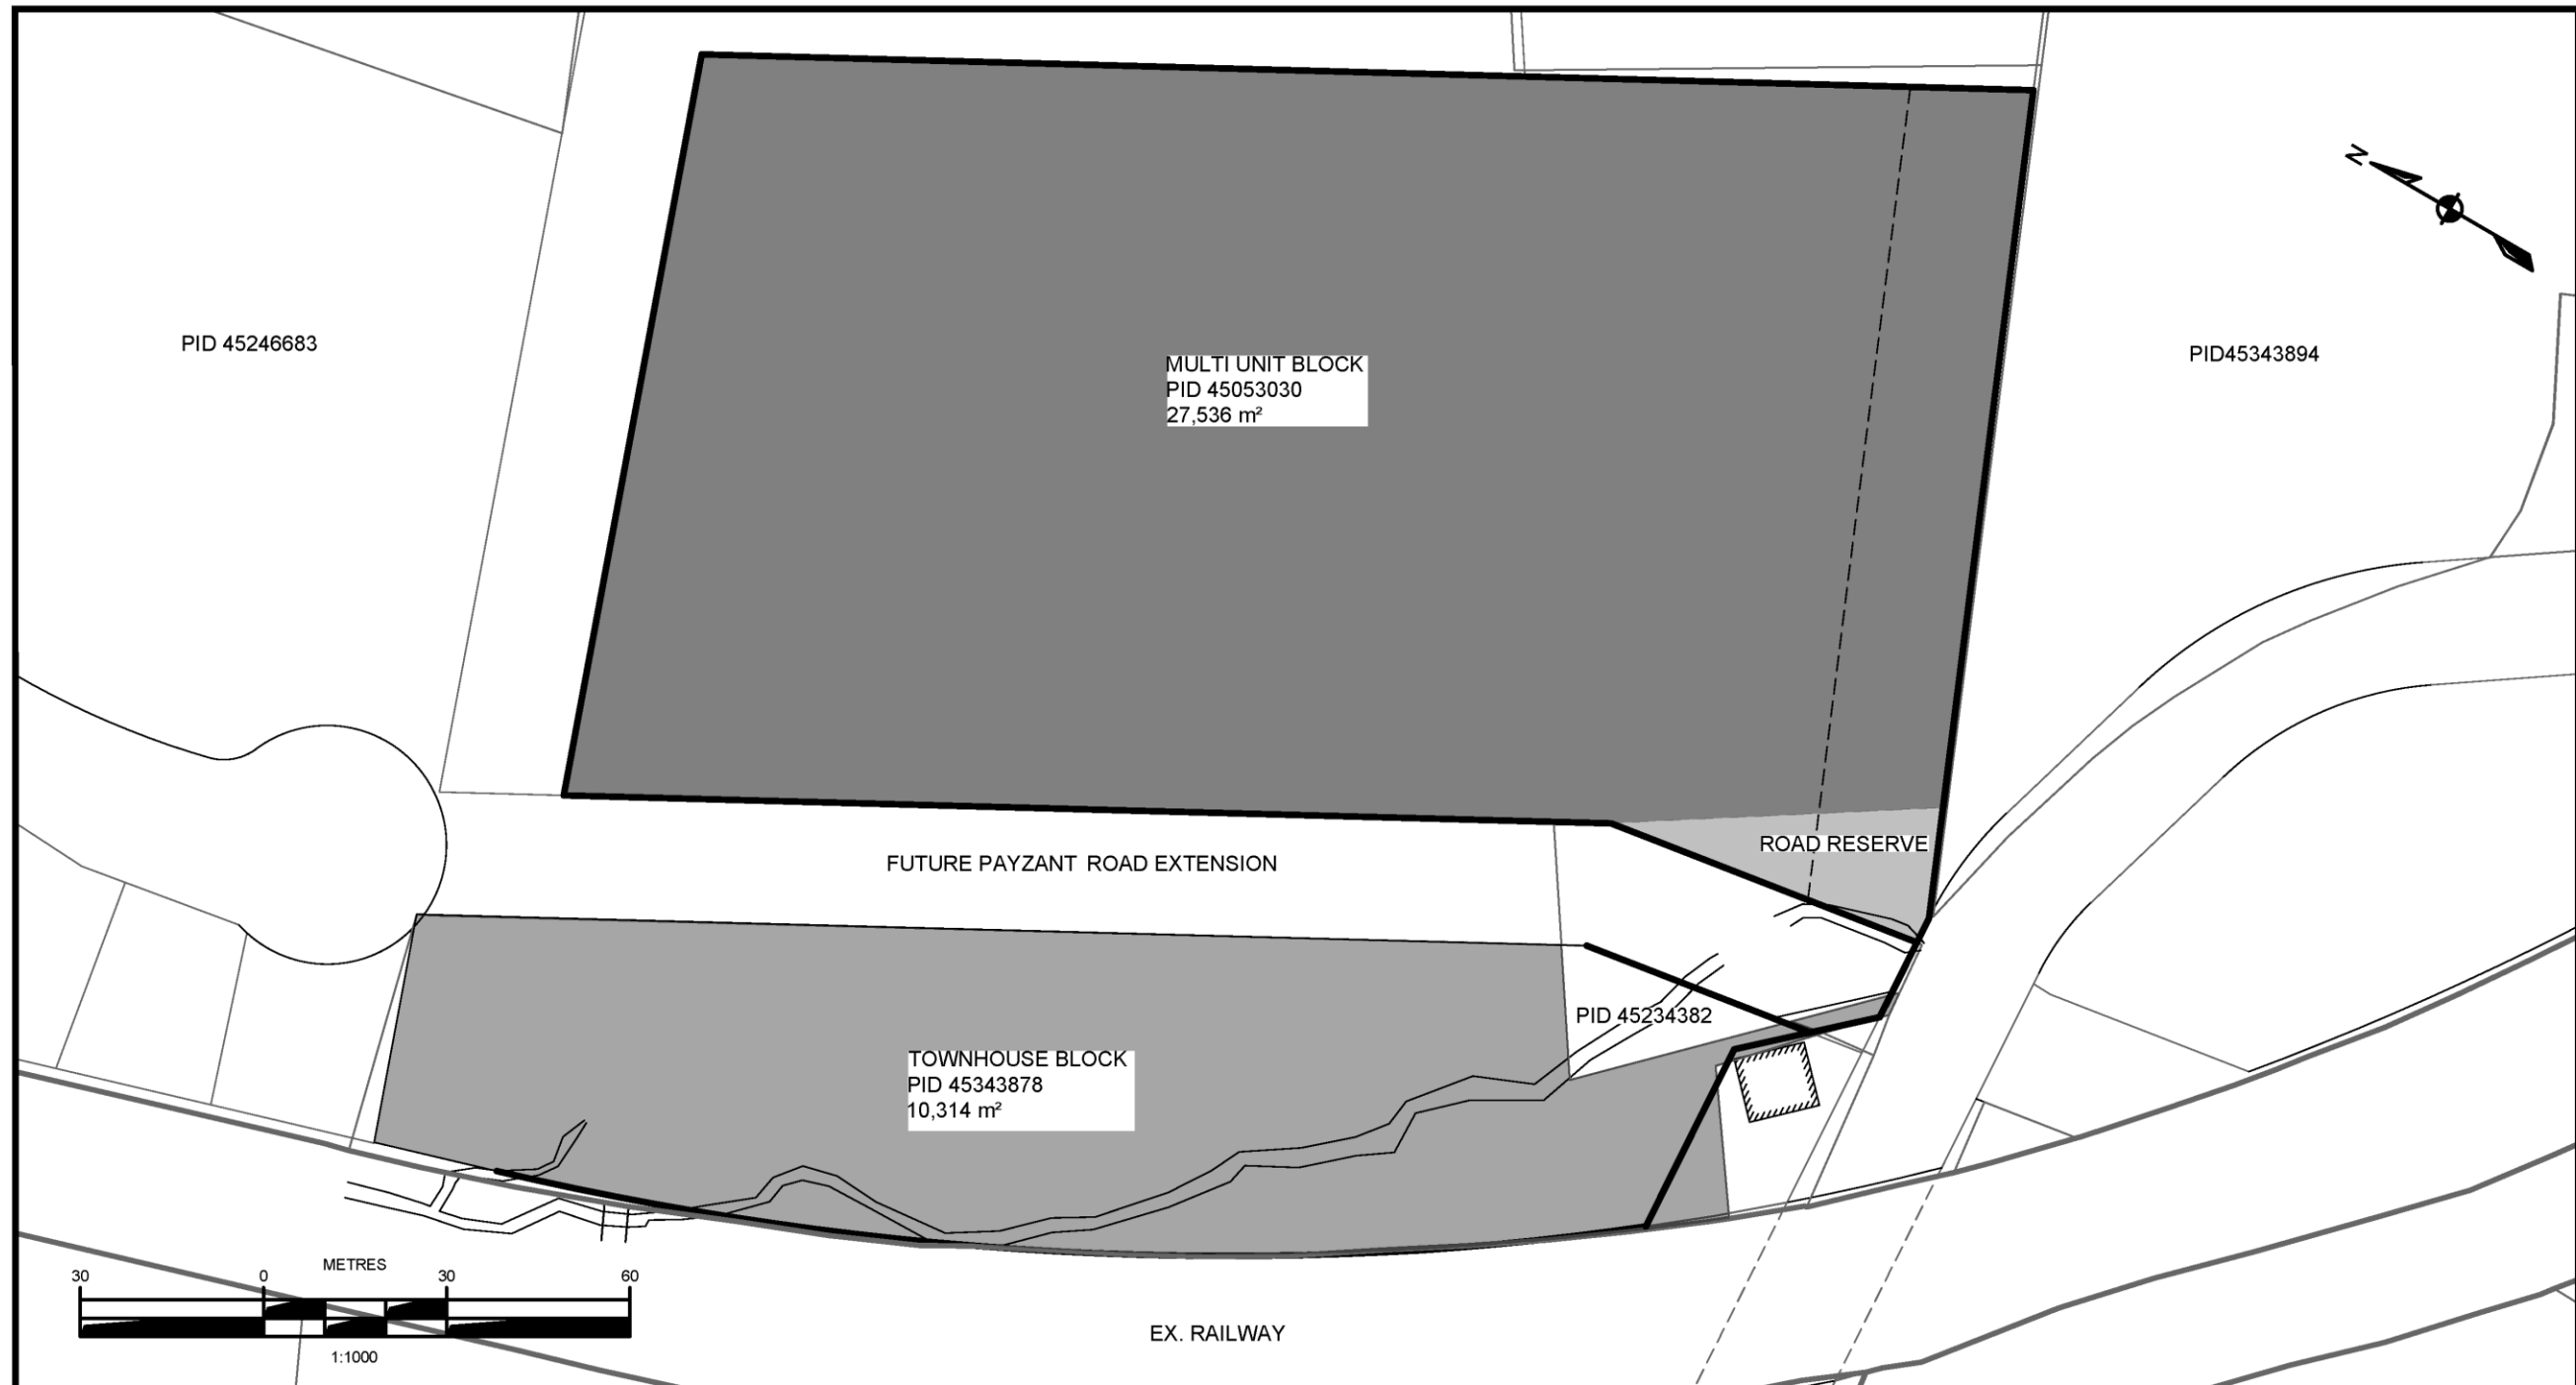 N
PID 45246683
MULTI UNIT BLOCK
PID 45053030
27,536 m²
PID45343894
ROAD RESERVE
FUTURE PAYZANT ROAD EXTENSION
PID 45234382
TOWNHOUSE BLOCK
PID 45343878
10,314 m²
METRES
30 0 30 60
1:1000
EX. RAILWAY